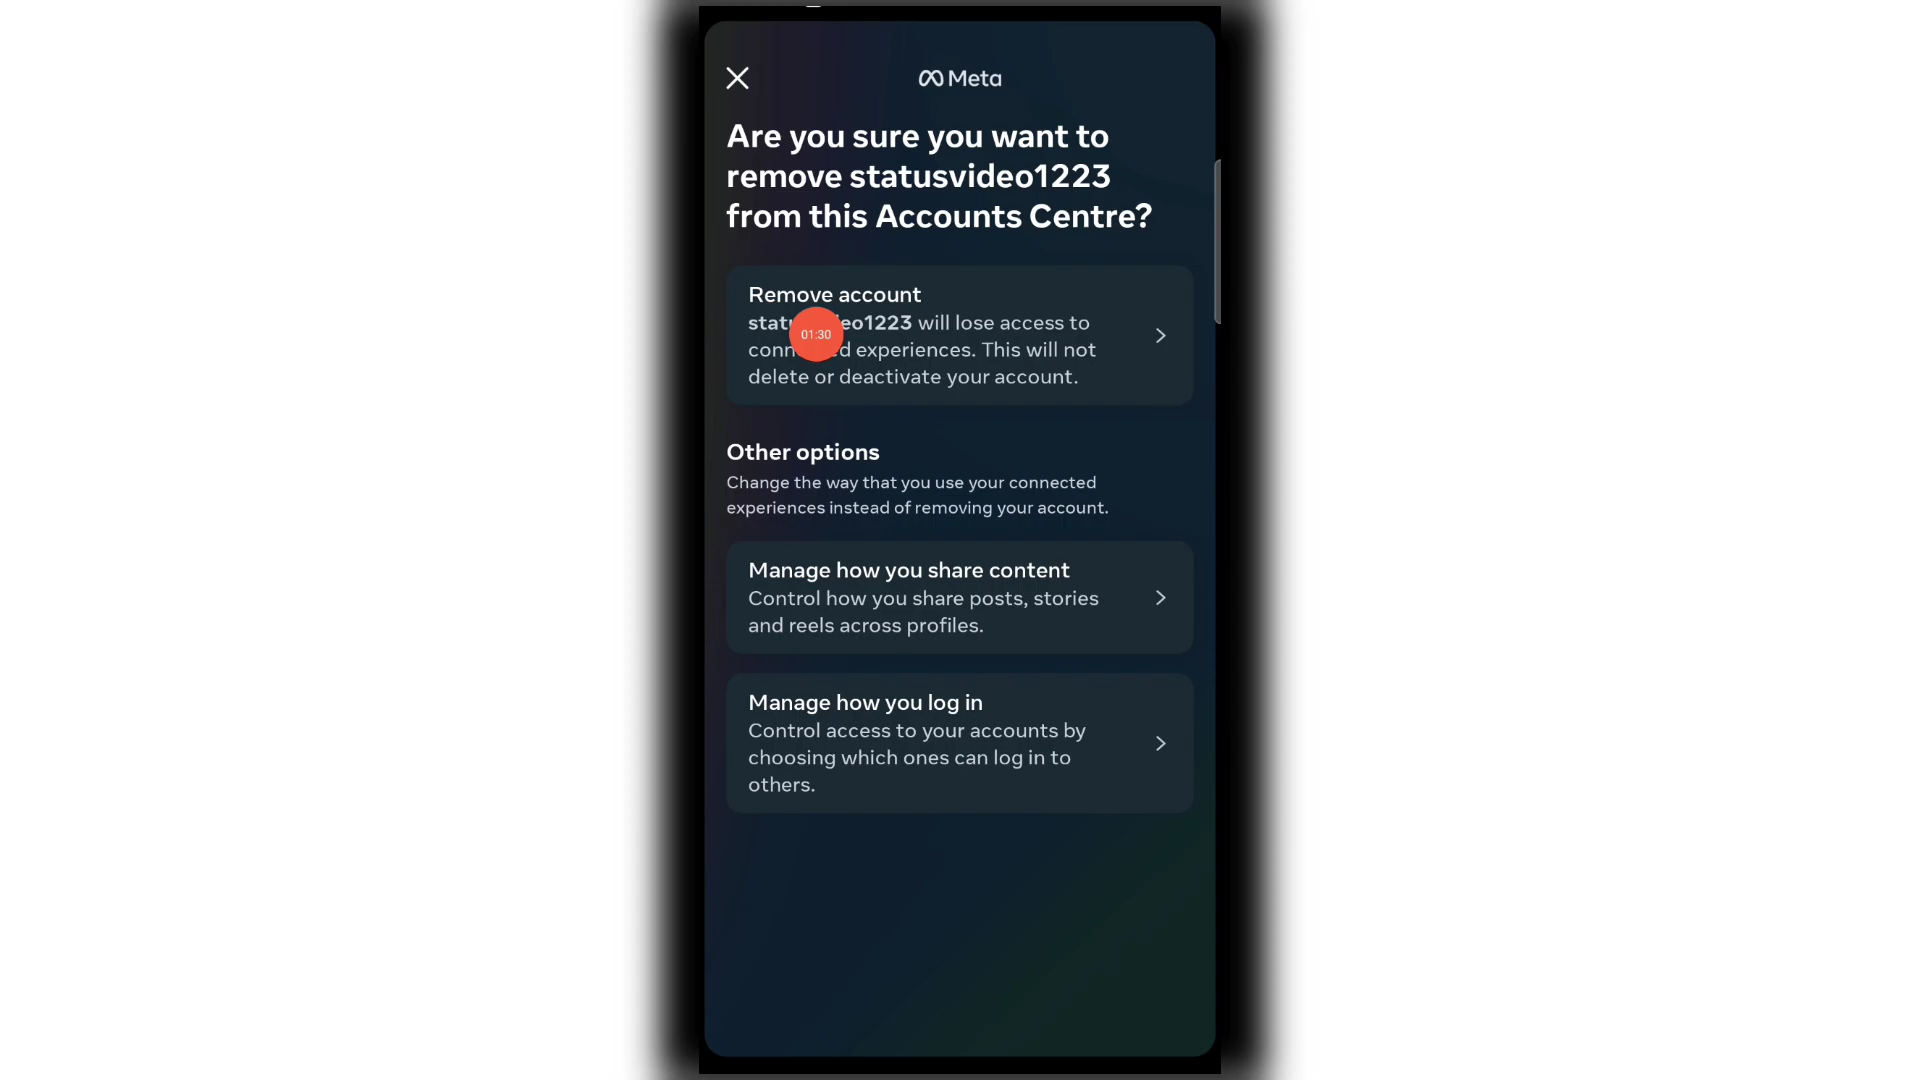 Meta
Are you sure you want to
remove statusvideo1223
from this Accounts Centre?
Remove account
eo1223 will lose access to
01:30
experiences. This will not
delete or deactivate your account.
Other options
Change the way that you use your connected
experiences instead of removing your account.
Manage how you share content
Control how you share posts, stories
and reels across profiles.
Manage how you log in
Control access to your accounts by
choosing which ones can log in to
others.